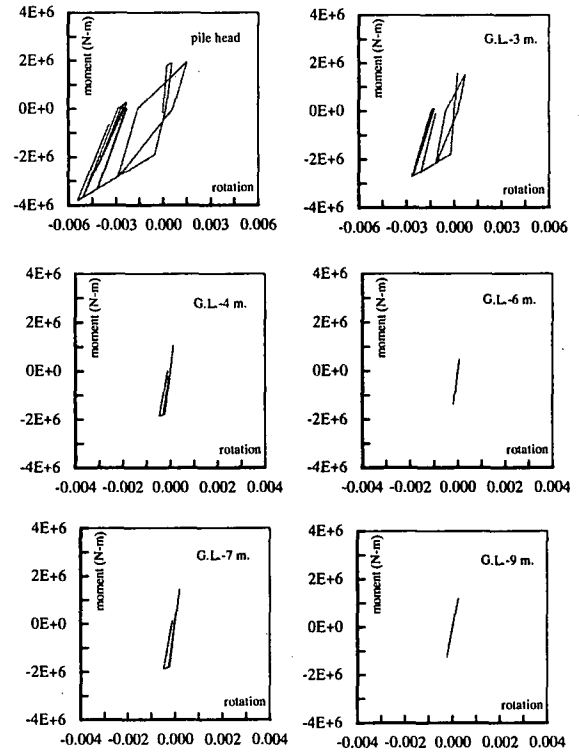 4E+6
moment (N-m)
pile head
2E+6
0E+0
-2E+6
rotation
-4E+6
-0.006 -0.003 0.000 0.003 0.006
4E+6
moment (N-m)
G.L.-3 m.
2E+6
0E+0
-2E+6
rotation
-4E+6
-0.006 -0.003 0.000 0.003 0.006
4E+6
moment (N-m)
G.L.-4 m.
2E+6
0E+0
-2E+6
rotation
-4E+6
-0.004 -0.002 0.000 0.002 0.004
4E+6
moment (N-m)
G.L.-6 m.
2E+6
0E+0
-2E+6
rotation
-4E+6
-0.004 -0.002 0.000 0.002 0.004
4E+6
moment (N-m)
G.L.-7 m.
2E+6
0E+0
-2E+6
rotation
-4E+6
-0.004 -0.002 0.000 0.002 0.004
4E+6
moment (N-m)
G.L.-9 m.
2E+6
0E+0
-2E+6
rotation
-4E+6
-0.004 -0.002 0.000 0.002 0.004